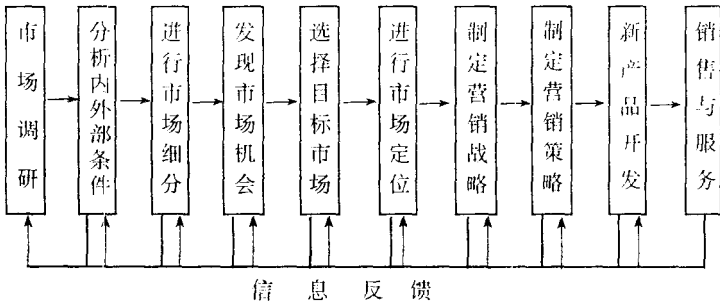 市场调研
分析内外部条件
进行市场细分
发现市场机会
选择目标市场
进行市场定位
制定营销战略
制定营销策略
新产品开发
销售与服务
信息反馈